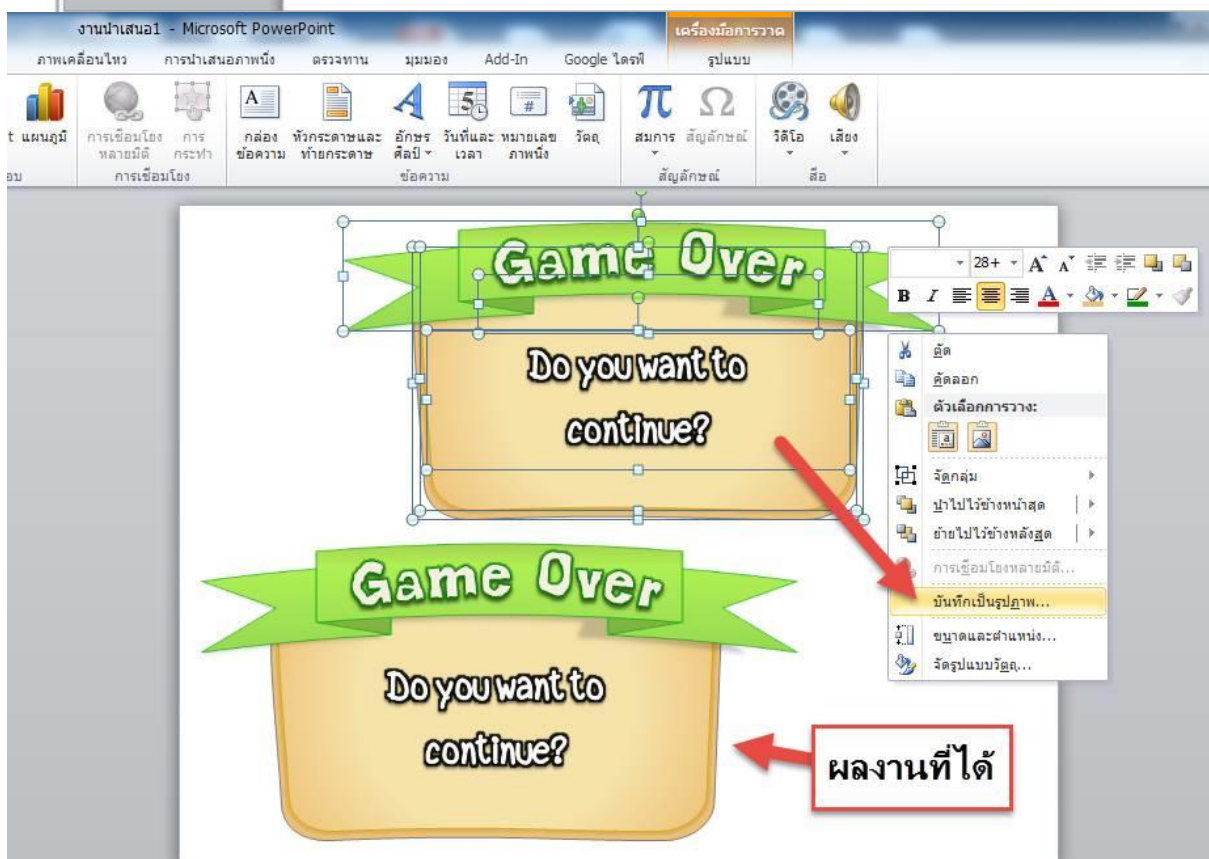 งานนำเสนอ1 - Microsoft PowerPoint
เครื่องมือการวาด
ภาพเคลื่อนไหว การนำเสนอภาพนิ่ง ตรวจทาน มุมมอง Add-In Google ไดรฟ์ รูปแบบ
t แผนภูมิ การเชื่อมโยง การ กล่อง หัวกระดาษและ อักษร วันที่และ หมายเลข วัตถุ สมการ สัญลักษณ์ วิดีโอ เสียง
หลายมิติ กระทำ ข้อความ ท้ายกระดาษ ศิลป์ เวลา ภาพนิ่ง
การเชื่อมโยง ข้อความ สัญลักษณ์ สื่อ
Game Over
Do you want to
continue?
28+ A A
B I A
ตัด
คัดลอก
ตัวเลือกการวาง:
a
จัดกลุ่ม
นำไปไว้ข้างหน้าสุด
ย้ายไปไว้ข้างหลังสุด
การเชื่อมโยงหลายมิติ...
บันทึกเป็นรูปภาพ...
ขนาดและตำแหน่ง...
จัดรูปแบบวัตถุ...
Game Over
Do you want to
continue?
ผลงานที่ได้